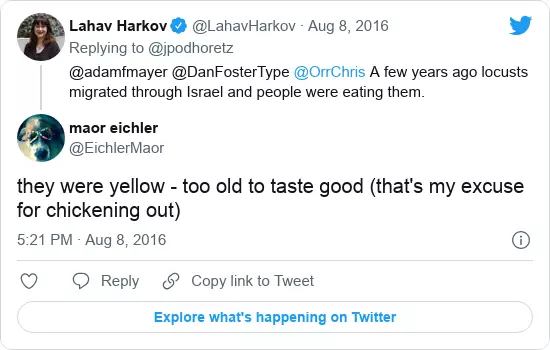 Lahav Harkov @LahavHarkov · Aug 8, 2016
Replying to @jpodhoretz
@adamfmayer @DanFosterType @OrrChris A few years ago locusts
migrated through Israel and people were eating them.
maor eichler
@EichlerMaor
they were yellow - too old to taste good (that's my excuse
for chickening out)
5:21 PM · Aug 8, 2016
Reply Copy link to Tweet
Explore what's happening on Twitter